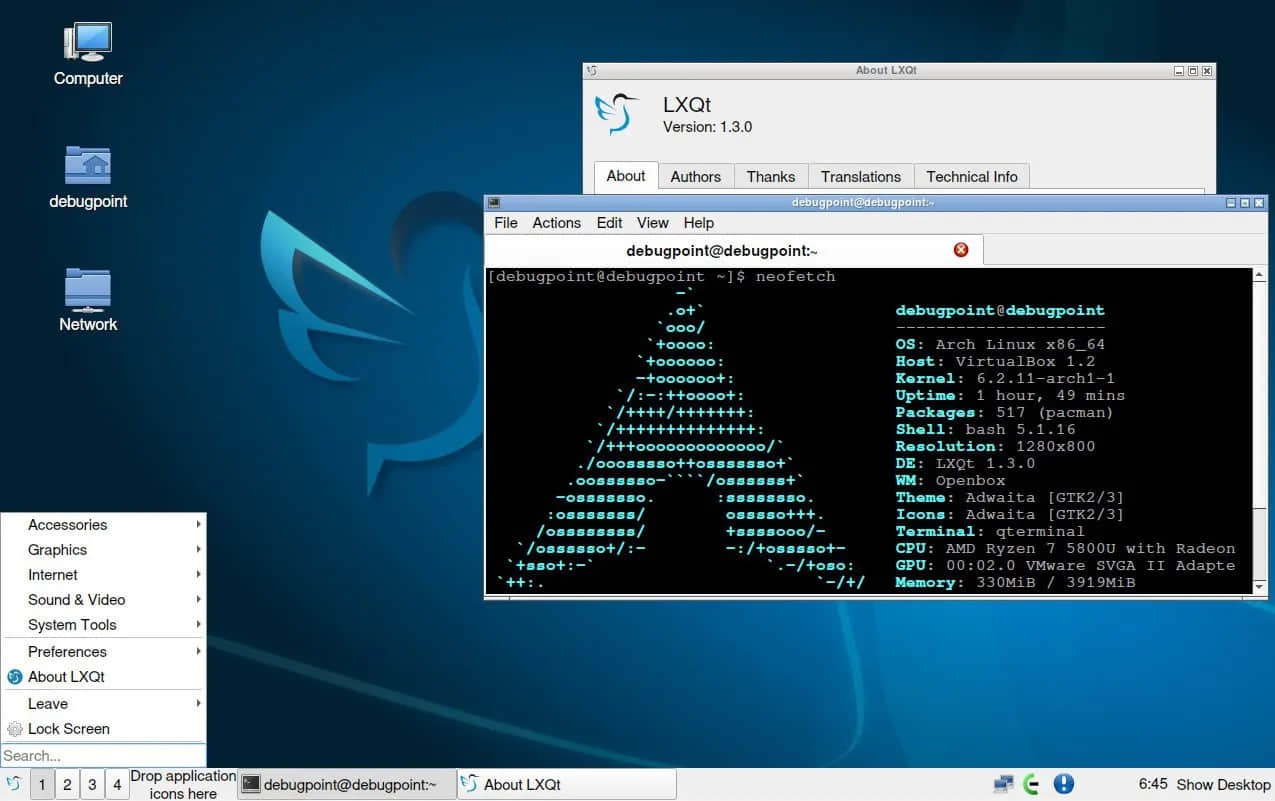 Computer
debugpoint
Network
About LXQt
LXQt
Version: 1.3.0
About Authors Thanks Translations Technical Info
debugpoint@debugpoint:~
File Actions Edit View Help
debugpoint@debugpoint:~
[debugpoint@debugpoint ~]$ neofetch
-`
.o+`
`ooo/
`+oooo:
`+oooooo:
-+oooooo+:
`/:-:++oooo+:
`/++++/+++++++:
`/++++++++++++++:
`/+++ooooooooooooo/`
./ooosssso++osssssso+`
.oossssso-````/ossssss+`
-osssssso. :ssssssso.
:osssssss/ osssso+++.
/ossssssss/ +ssssooo/-
`/ossssso+/:- -:/+osssso+-
`+sso+:-` `.-/+oso:
`++:. `-/+/
debugpoint@debugpoint
---------------------
OS: Arch Linux x86_64
Host: VirtualBox 1.2
Kernel: 6.2.11-arch1-1
Uptime: 1 hour, 49 mins
Packages: 517 (pacman)
Shell: bash 5.1.16
Resolution: 1280x800
DE: LXQt 1.3.0
WM: Openbox
Theme: Adwaita [GTK2/3]
Icons: Adwaita [GTK2/3]
Terminal: qterminal
CPU: AMD Ryzen 7 5800U with Radeon
GPU: 00:02.0 VMware SVGA II Adapte
Memory: 330MiB / 3919MiB
Accessories
Graphics
Internet
Sound & Video
System Tools
Preferences
About LXQt
Leave
Lock Screen
Search...
1 2 3 4
Drop application
icons here
debugpoint@debugpoint:~
About LXQt
6:45
Show Desktop